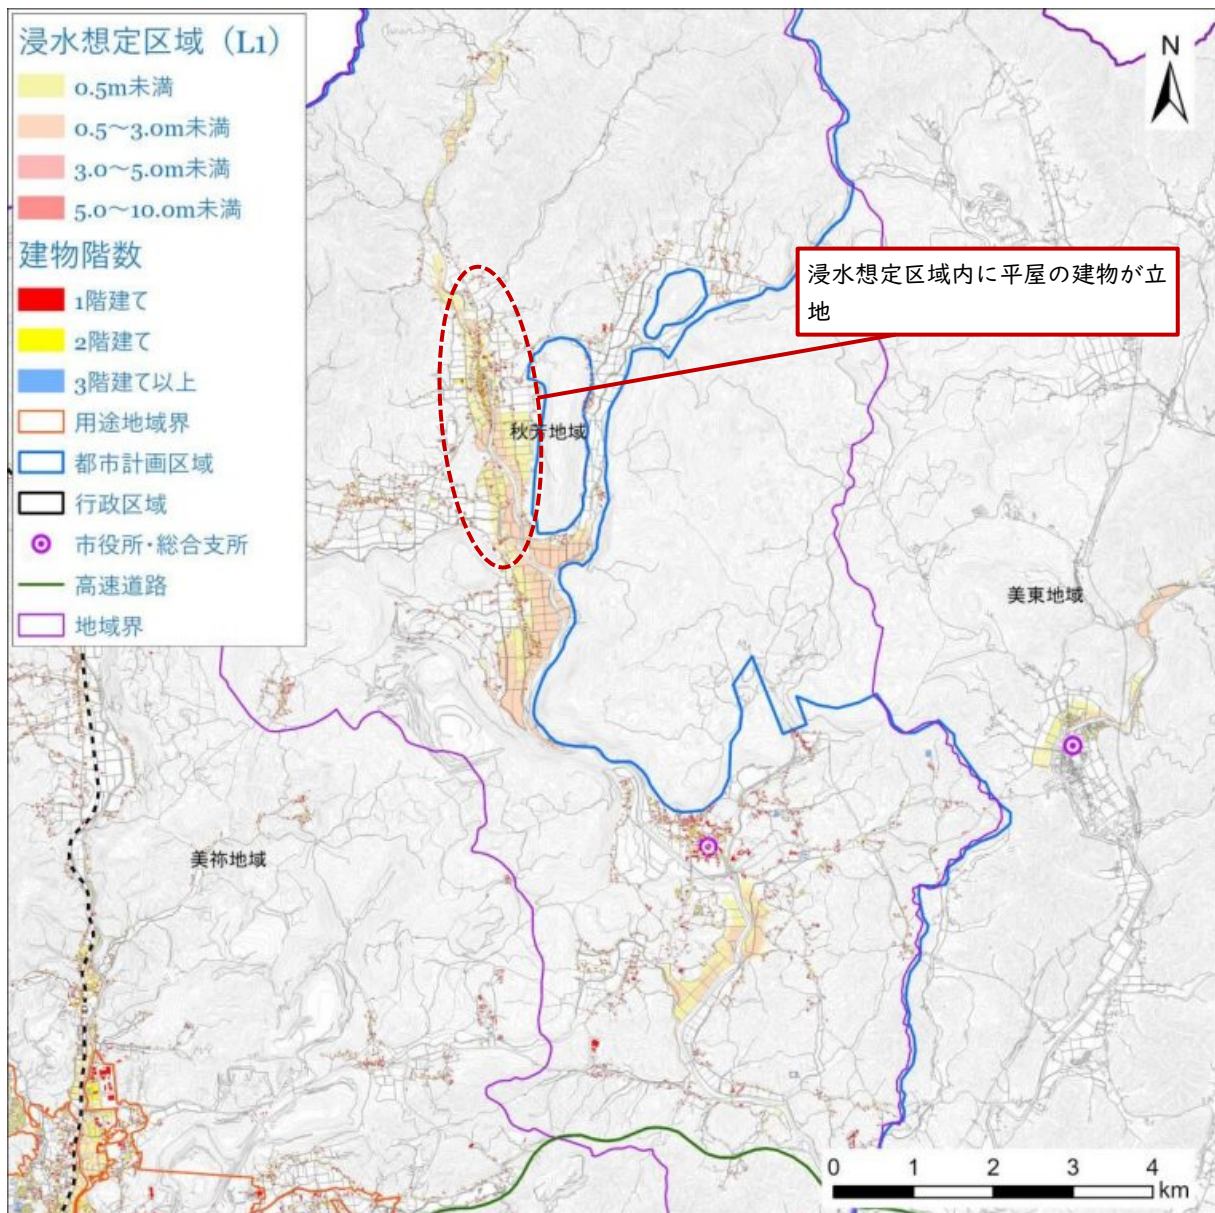 浸水想定区域（L1）
0.5m未満
0.5～3.0m未満
3.0～5.0m未満
5.0～10.0m未満
建物階数
1階建て
2階建て
3階建て以上
用途地域界
都市計画区域
行政区域
市役所・総合支所
高速道路
地域界
N
浸水想定区域内に平屋の建物が立
地
秋芳地域
美東地域
美祢地域
0 1 2 3 4
km